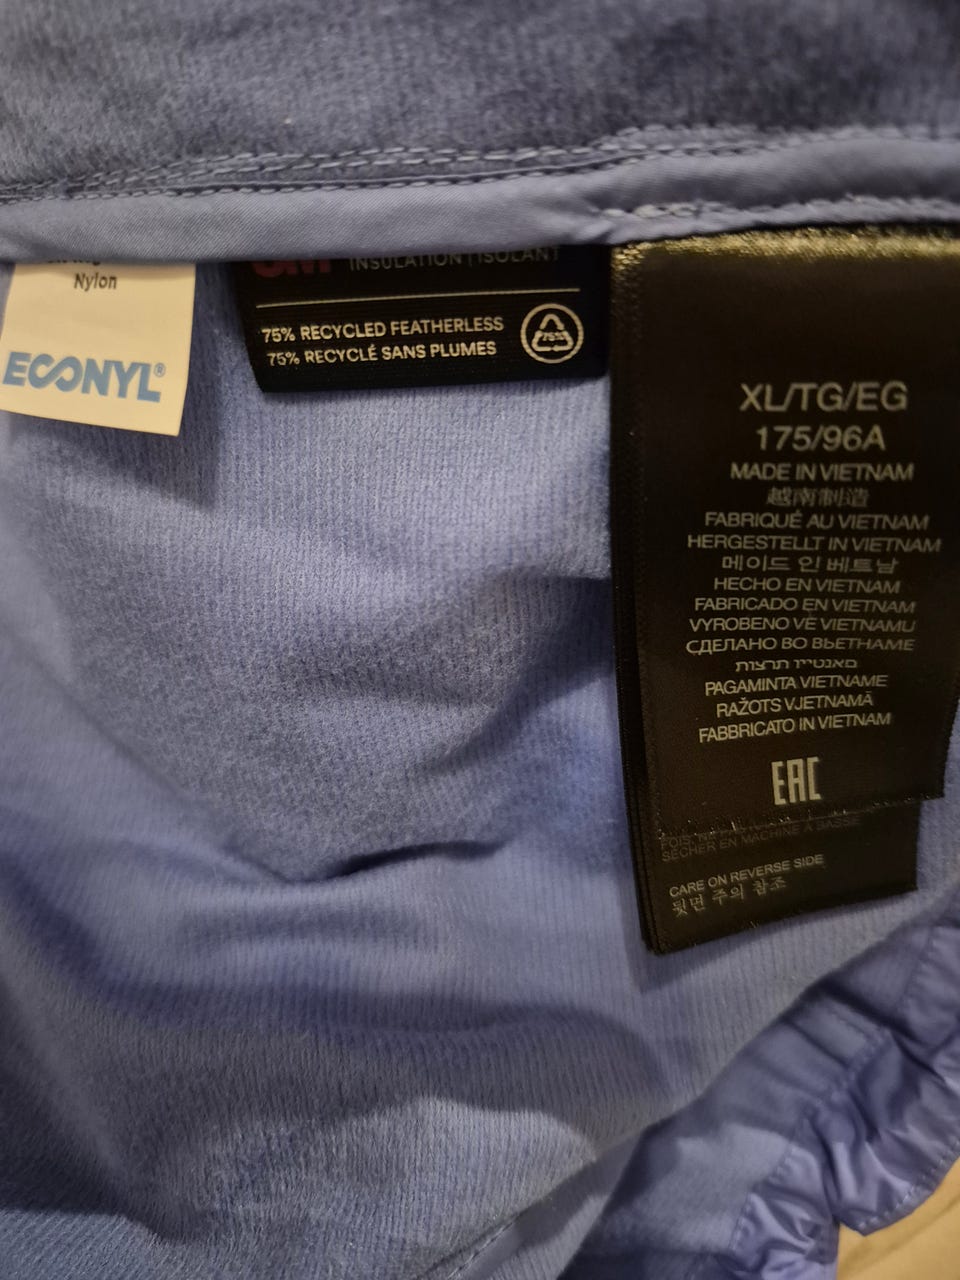 Nylon
ECONYL®
3M
INSULATION | ISOLANT
75% RECYCLED FEATHERLESS
75% RECYCLÉ SANS PLUMES
75%
XL/TG/EG
175/96A
MADE IN VIETNAM
越南制造
FABRIQUÉ AU VIETNAM
HERGESTELLT IN VIETNAM
메이드 인 베트남
HECHO EN VIETNAM
FABRICADO EN VIETNAM
VYROBENO VE VIETNAMU
СДЕЛАНО ВО ВЬЕТНАМЕ
PAGAMINTA VIETNAME
RAŽOTS VJETNAMĀ
FABBRICATO IN VIETNAM
EAC
SÉCHER EN MACHINE À BASSE
CARE ON REVERSE SIDE
뒷면 주의 참조